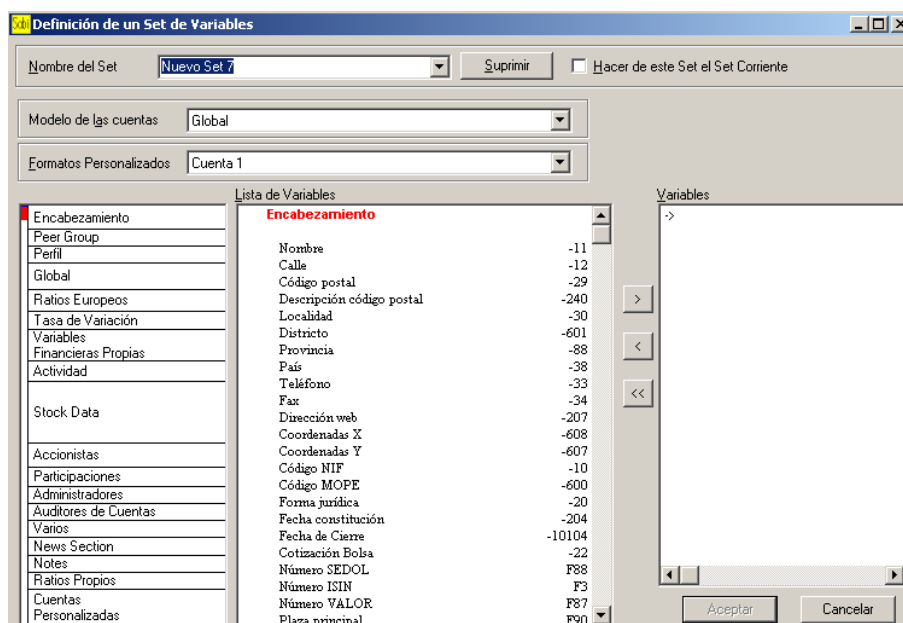 Sabi Definición de un Set de Variables
Nombre del Set Nuevo Set 7 Suprimir Hacer de este Set el Set Corriente
Modelo de las cuentas Global
Formatos Personalizados Cuenta 1
Lista de Variables Variables
Encabezamiento
Peer Group
Perfil
Global
Ratios Europeos
Tasa de Variación
Variables
Financieras Propias
Actividad
Stock Data
Accionistas
Participaciones
Administradores
Auditores de Cuentas
Varios
News Section
Notes
Ratios Propios
Cuentas
Personalizadas
Encabezamiento
Nombre -11
Calle -12
Código postal -29
Descripción código postal -240
Localidad -30
Districto -601
Provincia -88
País -38
Teléfono -33
Fax -34
Dirección web -207
Coordenadas X -608
Coordenadas Y -607
Código NIF -10
Código MOPE -600
Forma jurídica -20
Fecha constitución -204
Fecha de Cierre -10104
Cotización Bolsa -22
Número SEDOL F88
Número ISIN F3
Número VALOR F87
Plaza principal F90
>
<
<<
->
Aceptar Cancelar